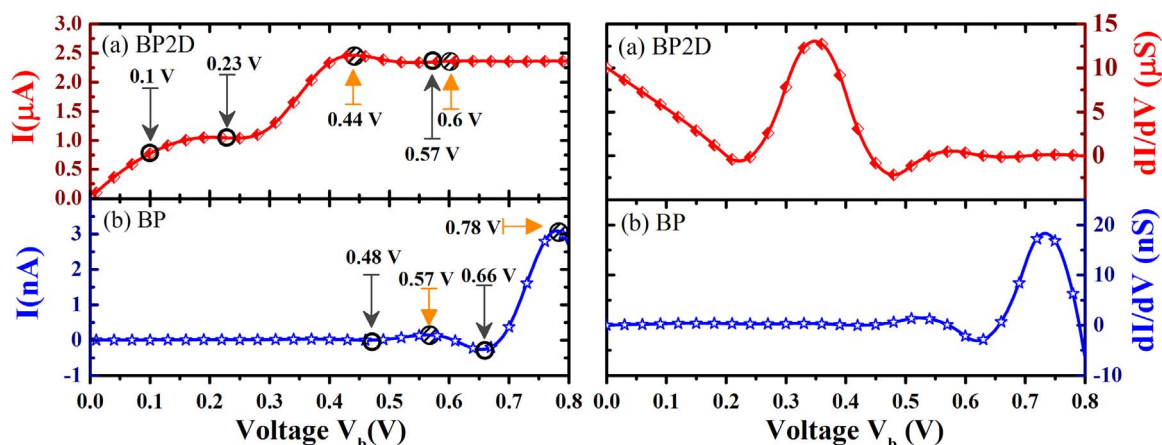 (a) BP2D
I(µA)
3.0
2.5
2.0
1.5
1.0
0.5
0.0
0.1 V
0.23 V
0.44 V
0.57 V
0.6 V
(b) BP
I(nA)
3
2
1
0
-1
0.48 V
0.57 V
0.66 V
0.78 V
0.0 0.1 0.2 0.3 0.4 0.5 0.6 0.7 0.8
Voltage V_b(V)
(a) BP2D
15
10
5
0
dI/dV (µS)
(b) BP
20
10
0
-10
dI/dV (nS)
0.0 0.1 0.2 0.3 0.4 0.5 0.6 0.7 0.8
Voltage V_b (V)